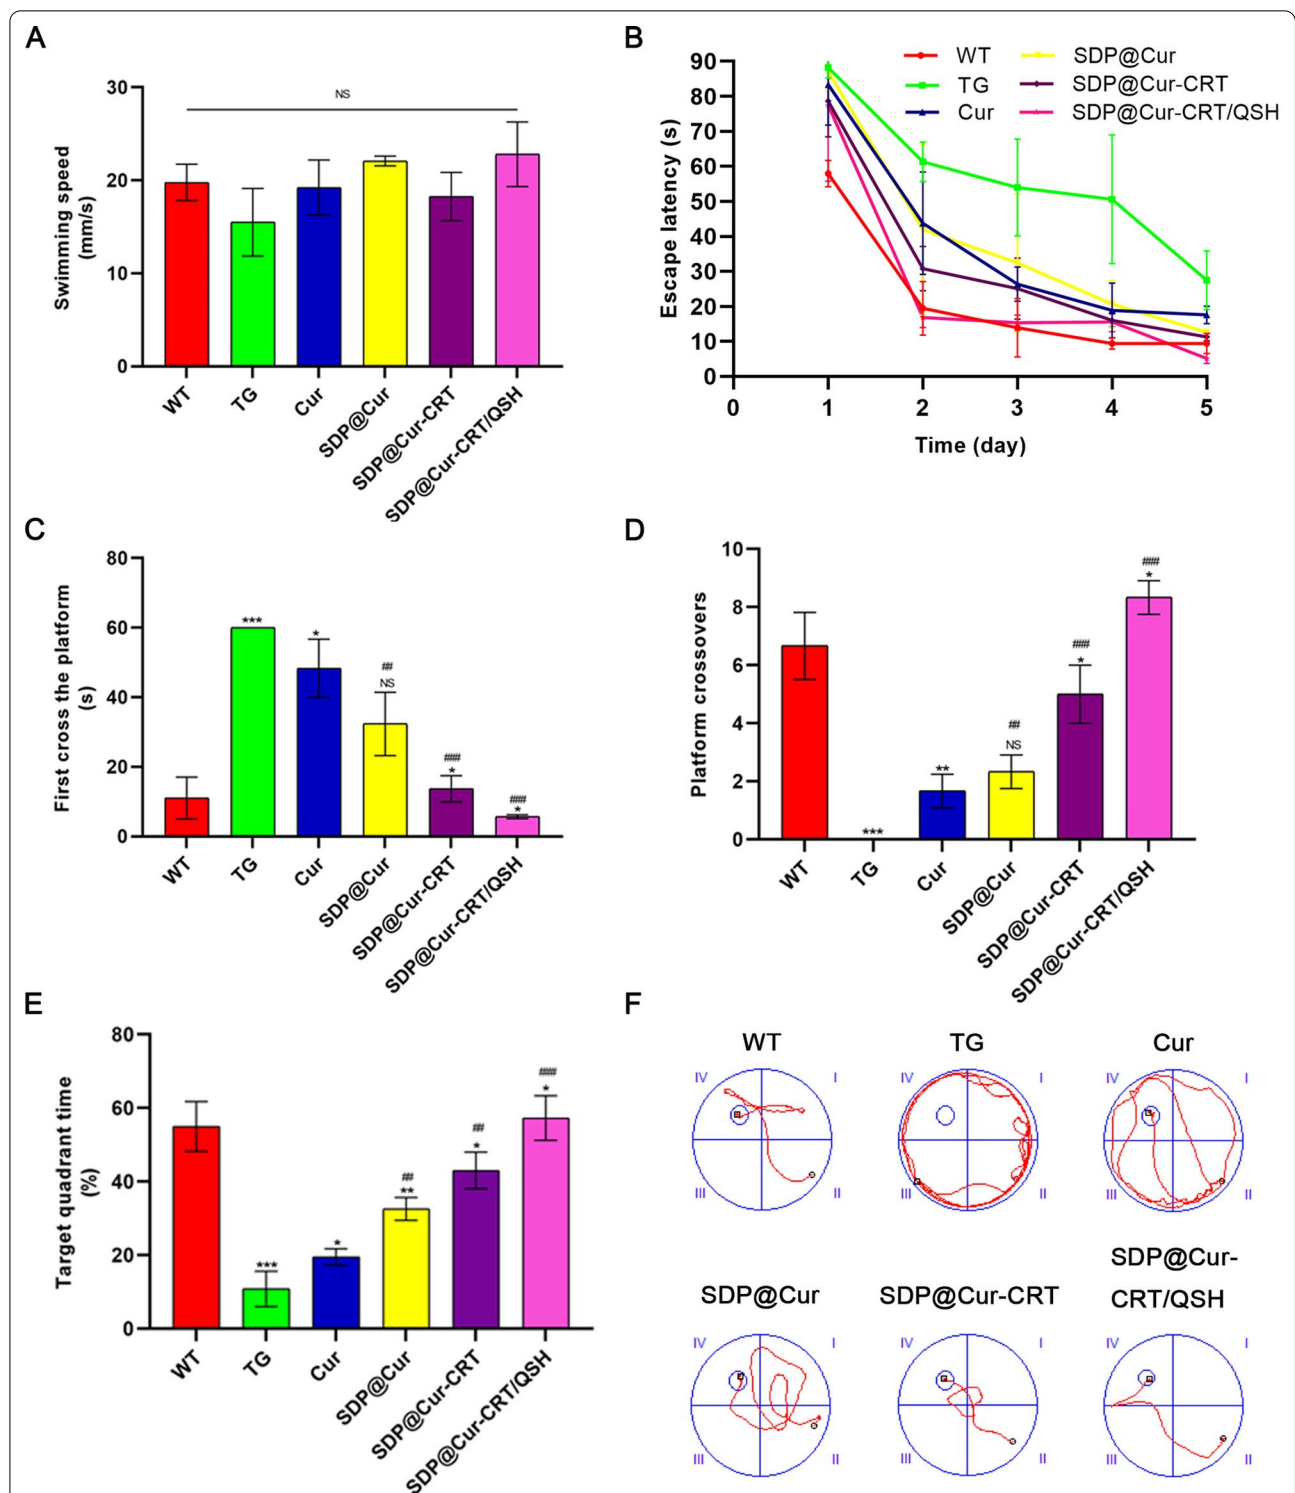 A
Swimming speed
(mm/s)
30
20
10
0
NS
WT
TG
Cur
SDP@Cur
SDP@Cur-CRT
SDP@Cur-CRT/QSH
B
WT
TG
Cur
SDP@Cur
SDP@Cur-CRT
SDP@Cur-CRT/QSH
Escape latency (s)
90
80
70
60
50
40
30
20
10
0
0 1 2 3 4 5
Time (day)
C
First cross the platform
(s)
80
60
40
20
0
***
*
##
NS
###
*
###
*
WT
TG
Cur
SDP@Cur
SDP@Cur-CRT
SDP@Cur-CRT/QSH
D
Platform crossovers
10
8
6
4
2
0
***
**
##
NS
###
*
###
*
WT
TG
Cur
SDP@Cur
SDP@Cur-CRT
SDP@Cur-CRT/QSH
E
Target quadrant time
(%)
80
60
40
20
0
***
*
##
**
##
*
###
*
WT
TG
Cur
SDP@Cur
SDP@Cur-CRT
SDP@Cur-CRT/QSH
F
WT
IV I
III II
TG
IV I
III II
Cur
IV I
III II
SDP@Cur
IV I
III II
SDP@Cur-CRT
IV I
III II
SDP@Cur-
CRT/QSH
IV I
III II